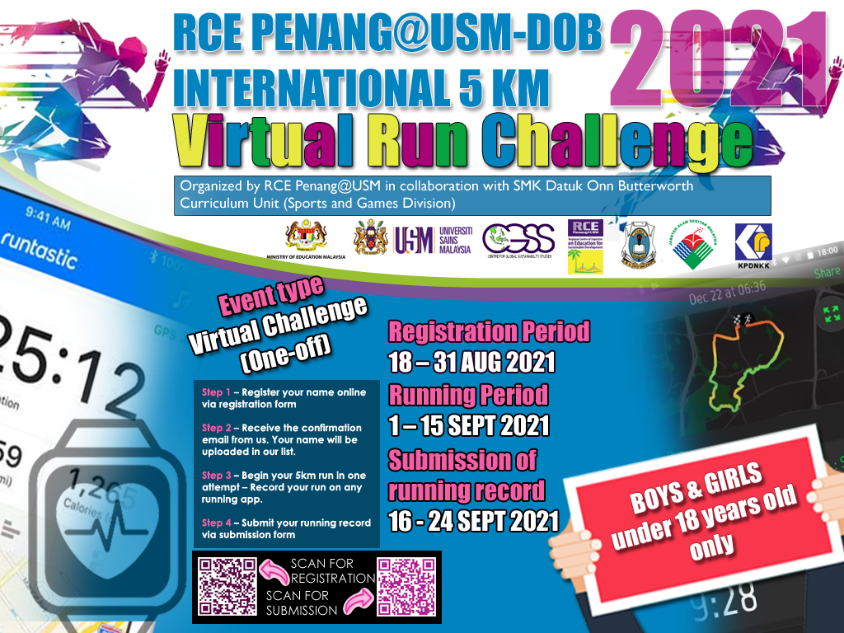 RCE PENANG@USM-DOB
INTERNATIONAL 5 KM
2021
Virtual Run Challenge
Organized by RCE Penang@USM in collaboration with SMK Datuk Onn Butterworth
Curriculum Unit (Sports and Games Division)
MINISTRY OF EDUCATION MALAYSIA
USM
UNIVERSITI
SAINS
MALAYSIA
CGSS
CENTRE FOR GLOBAL SUSTAINABILITY STUDIES
RCE
on Education for
Sustainable Development
KPDNKK
9:41 AM
100%
runtastic
GPS
25:12
1,265
Calories
18:00
Share
Dec 22 at 06:36
Event type
Virtual Challenge
(One-off)
Step 1 – Register your name online
via registration form
Step 2 – Receive the confirmation
email from us. Your name will be
uploaded in our list.
Step 3 – Begin your 5km run in one
attempt – Record your run on any
running app.
Step 4 – Submit your running record
via submission form
SCAN FOR
REGISTRATION
SCAN FOR
SUBMISSION
Registration Period
18 – 31 AUG 2021
Running Period
1 – 15 SEPT 2021
Submission of
running record
16 - 24 SEPT 2021
BOYS & GIRLS
under 18 years old
only
9:28